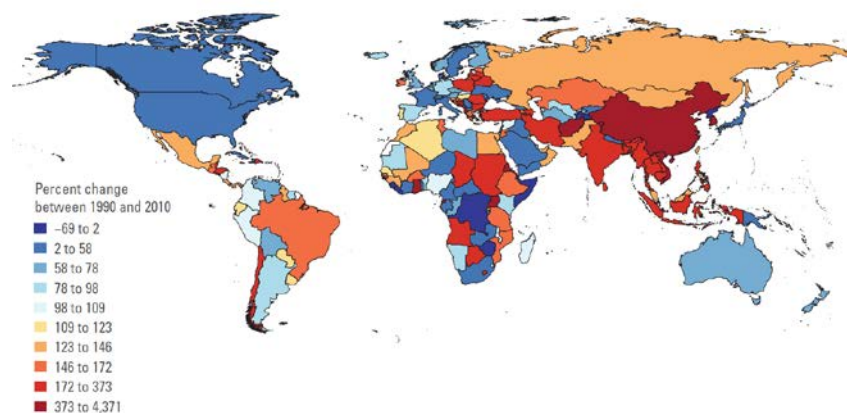 Percent change
between 1990 and 2010
−69 to 2
2 to 58
58 to 78
78 to 98
98 to 109
109 to 123
123 to 146
146 to 172
172 to 373
373 to 4,371